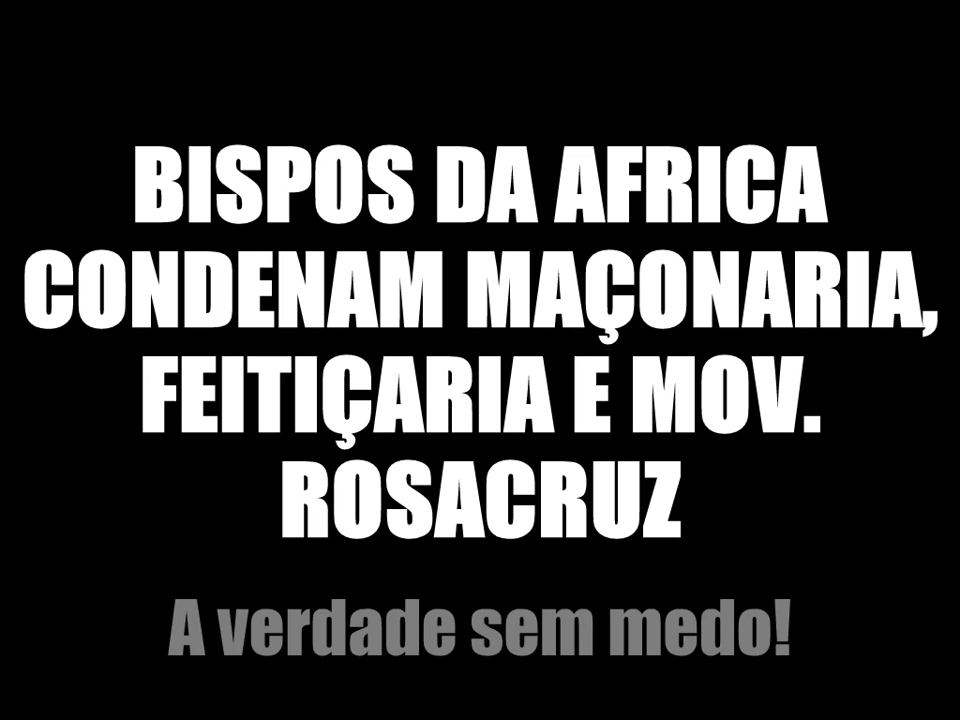 BISPOS DA AFRICA
CONDENAM MAÇONARIA,
FEITIÇARIA E MOV.
ROSACRUZ
A verdade sem medo!